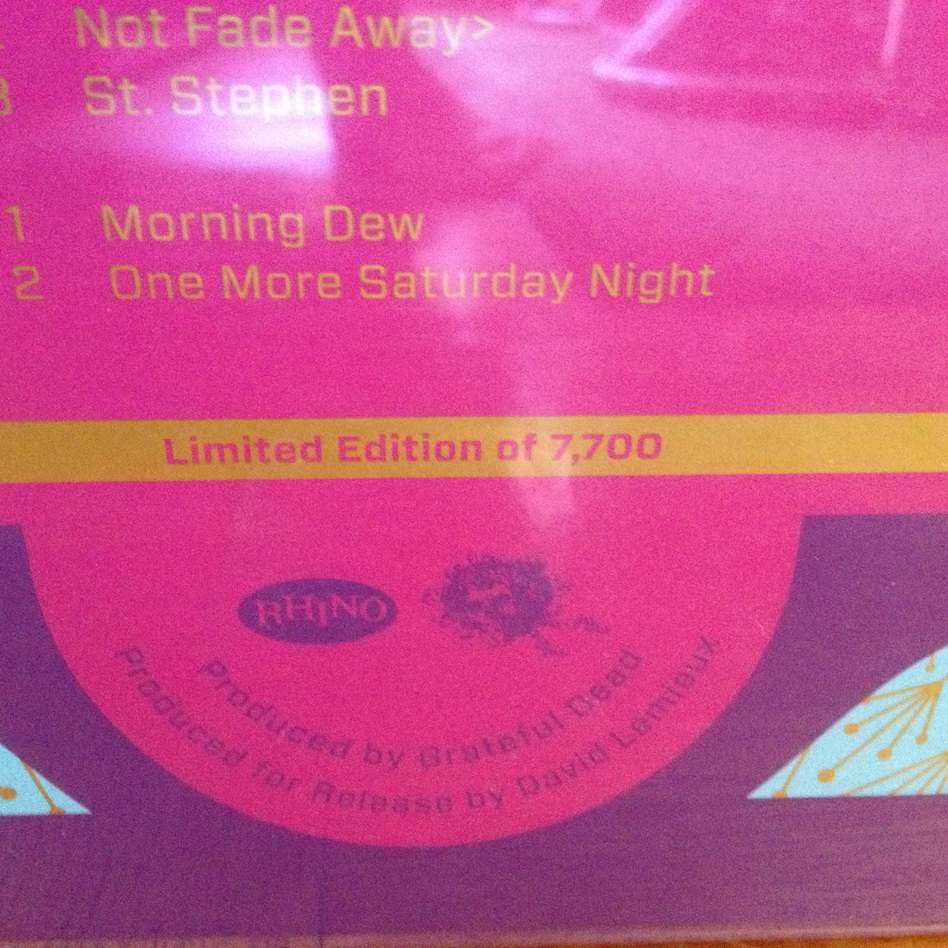 Not Fade Away>
3 St. Stephen
1 Morning Dew
2 One More Saturday Night
Limited Edition of 7,700
RHINO
Produced by Grateful Dead
Produced for Release by David Lemieux